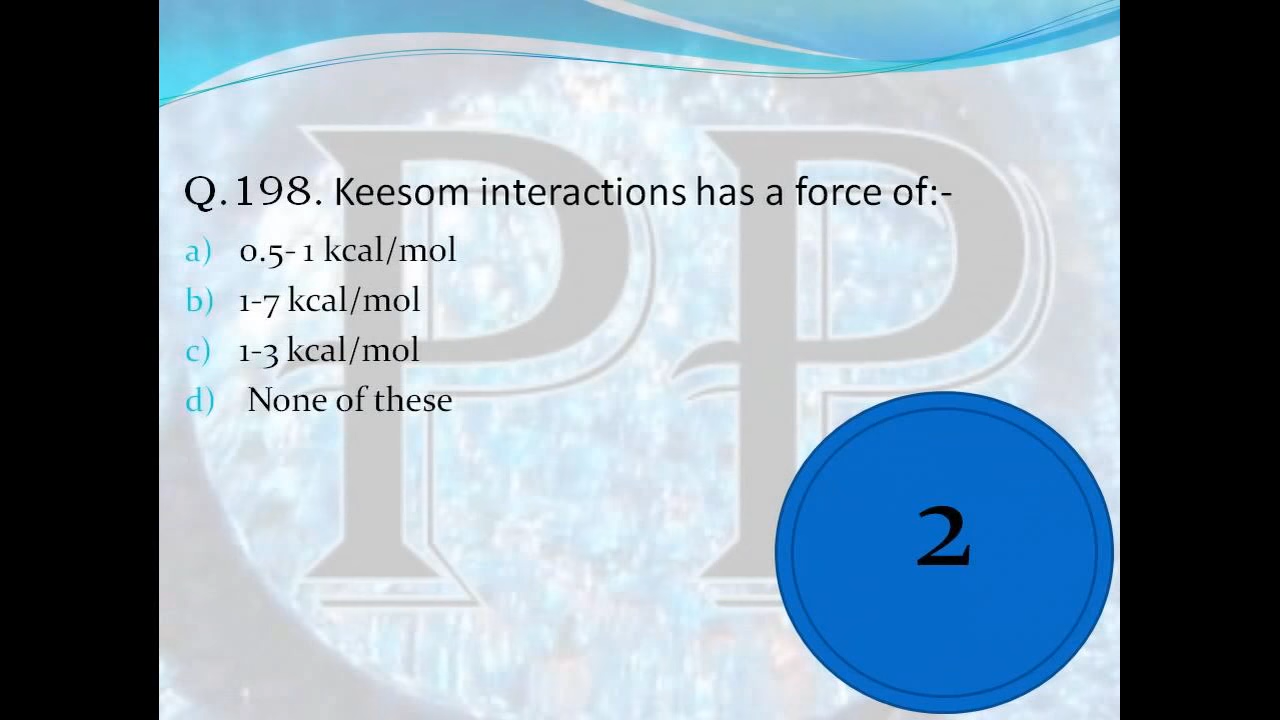 PP
Q.198. Keesom interactions has a force of:-
a) 0.5- 1 kcal/mol
b) 1-7 kcal/mol
c) 1-3 kcal/mol
d) None of these
2